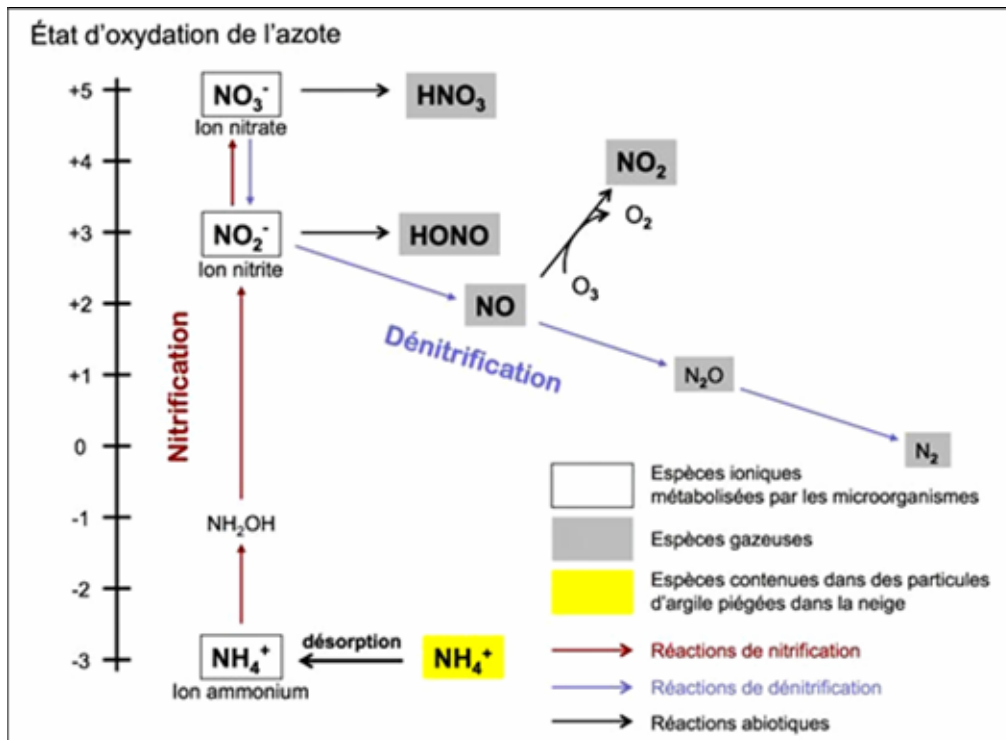 État d'oxydation de l'azote
+5
NO₃⁻
HNO₃
Ion nitrate
+4
NO₂
O₂
+3
NO₂⁻
HONO
Ion nitrite
O₃
+2
NO
Dénitrification
Nitrification
+1
N₂O
0
N₂
Espèces ioniques
métabolisées par les microorganismes
-1
NH₂OH
Espèces gazeuses
-2
Espèces contenues dans des particules
d'argile piégées dans la neige
-3
NH₄⁺
désorption
NH₄⁺
Ion ammonium
Réactions de nitrification
Réactions de dénitrification
Réactions abiotiques